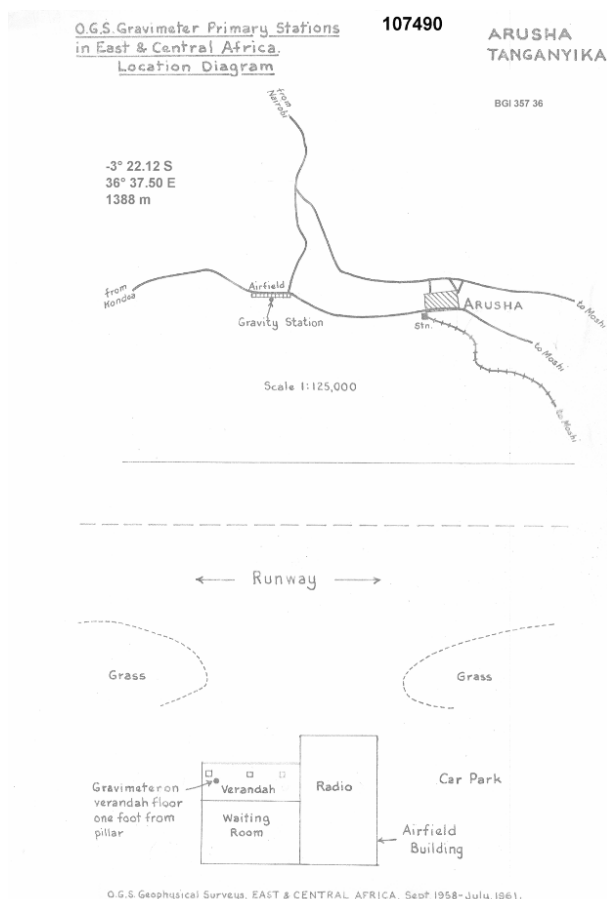 O.G.S. Gravimeter Primary Stations
in East & Central Africa.
Location Diagram
107490
ARUSHA
TANGANYIKA
BGI 357 36
from
Nairobi
-3° 22.12 S
36° 37.50 E
1388 m
from
Kondoa
Airfield
Gravity Station
ARUSHA
Stn.
to Moshi
to Moshi
to Moshi
Scale 1:125,000
← Runway →
Grass
Grass
Gravimeter on
verandah floor
one foot from
pillar
Verandah
Waiting
Room
Radio
Car Park
Airfield
Building
O.G.S. Geophysical Surveys, EAST & CENTRAL AFRICA. Sept.1958-July.1961.